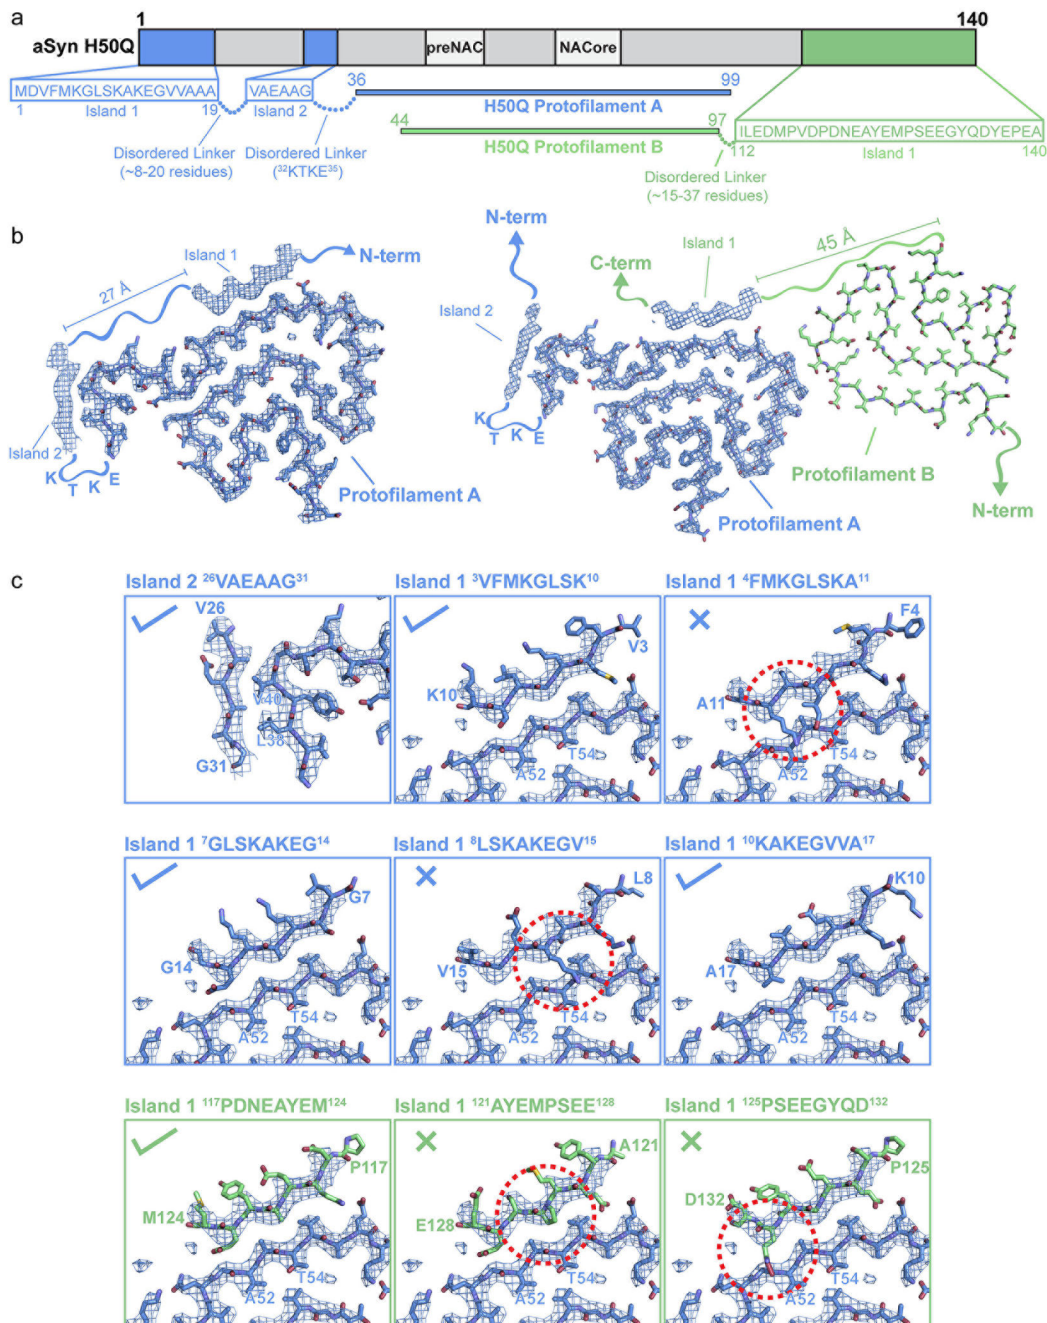 a
1
140
aSyn H50Q
preNAC
NACore
MDVFMKGLSKAKEGVVAAA
VAEAAG
36
99
H50Q Protofilament A
1
Island 1
19
Island 2
44
97
H50Q Protofilament B
ILEDMPVDPDNEAYEMPSEEGYQDYEPEA
112
Island 1
140
Disordered Linker
(~8-20 residues)
Disordered Linker
(³²KTKE³⁵)
Disordered Linker
(~15-37 residues)
b
Island 1
N-term
27 Å
Island 2
K T K E
Protofilament A
N-term
C-term
Island 1
45 Å
Island 2
K T K E
Protofilament A
Protofilament B
N-term
c
Island 2 ²⁶VAEAAG³¹
V26
V40
L38
G31
Island 1 ³VFMKGLSK¹⁰
V3
K10
T54
A52
Island 1 ⁴FMKGLSKA¹¹
F4
A11
T54
A52
Island 1 ⁷GLSKAKEG¹⁴
G7
G14
T54
A52
Island 1 ⁸LSKAKEGV¹⁵
L8
V15
T54
A52
Island 1 ¹⁰KAKEGVVA¹⁷
K10
A17
T54
A52
Island 1 ¹¹⁷PDNEAYEM¹²⁴
P117
M124
T54
A52
Island 1 ¹²¹AYEMPSEE¹²⁸
A121
E128
T54
A52
Island 1 ¹²⁵PSEEGYQD¹³²
P125
D132
T54
A52